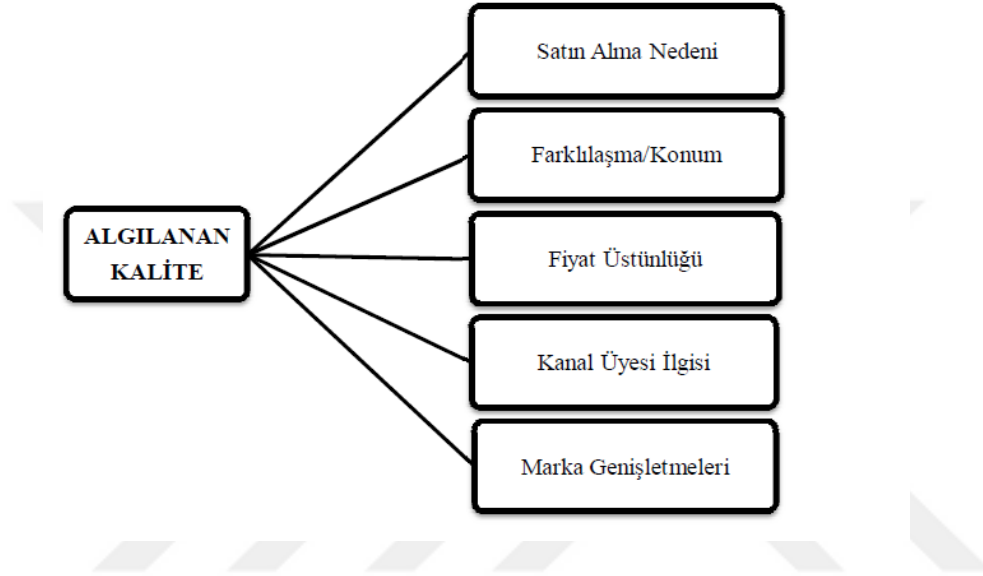 Satın Alma Nedeni
Farklılaşma/Konum
ALGILANAN
KALİTE
Fiyat Üstünlüğü
Kanal Üyesi İlgisi
Marka Genişletmeleri